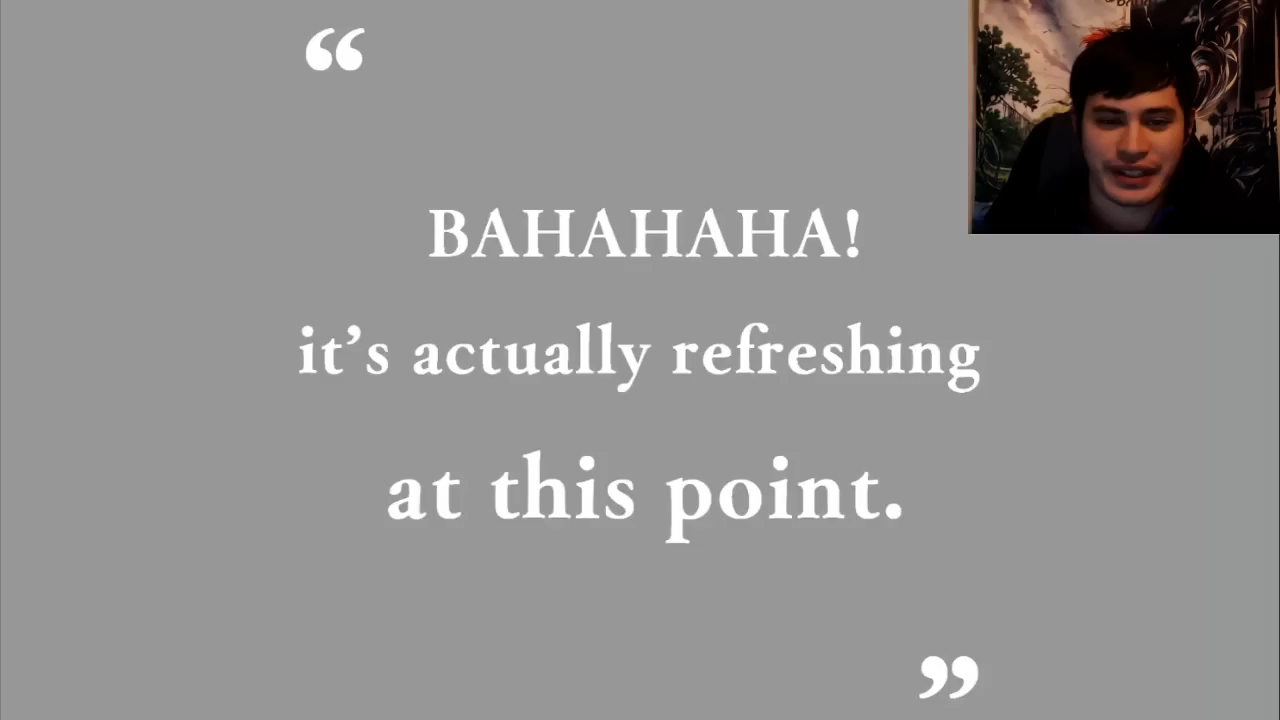 “
BAHAHAHA!
it’s actually refreshing
at this point.
”